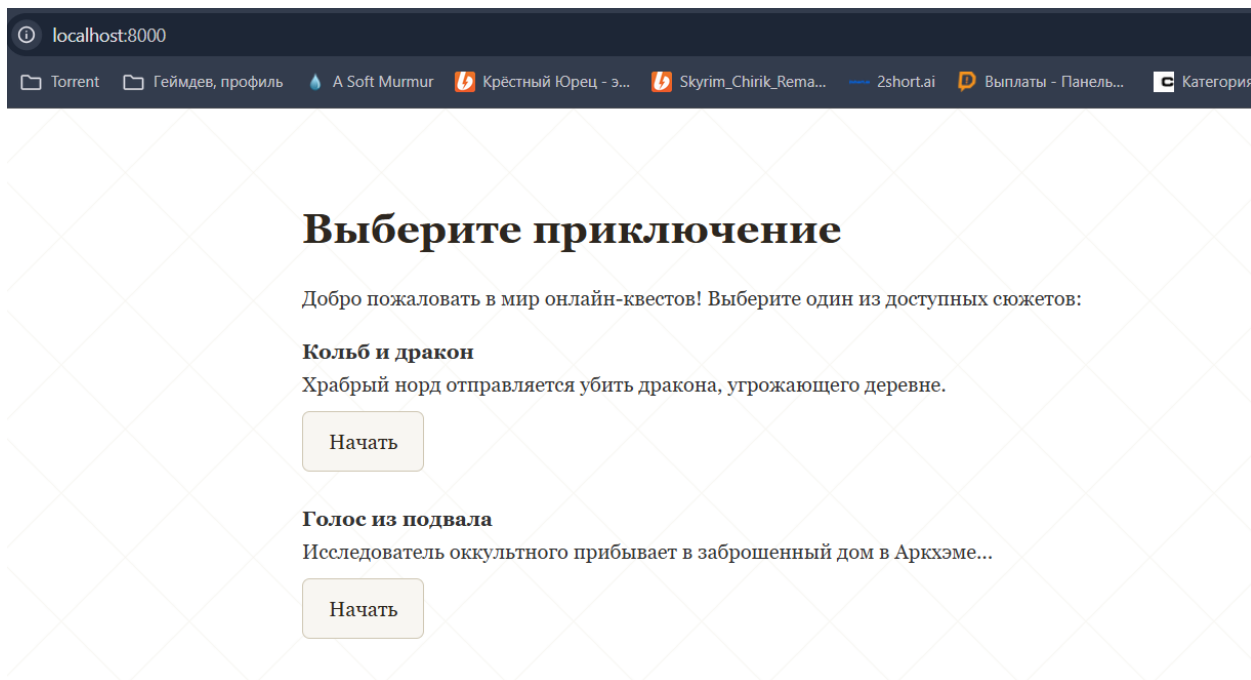 localhost:8000
Torrent Геймдев, профиль A Soft Murmur Крёстный Юрец - э... Skyrim_Chirik_Rema... 2short.ai Выплаты - Панель... Категория
Выберите приключение
Добро пожаловать в мир онлайн-квестов! Выберите один из доступных сюжетов:
Кольб и дракон
Храбрый норд отправляется убить дракона, угрожающего деревне.
Начать
Голос из подвала
Исследователь оккультного прибывает в заброшенный дом в Аркхэме...
Начать